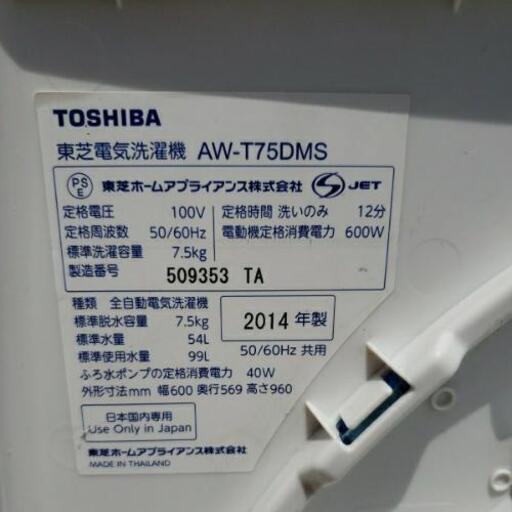 TOSHIBA
東芝電気洗濯機 AW-T75DMS
PS E 東芝ホームアプライアンス株式会社 S JET
定格電圧 100V 定格時間 洗いのみ 12分
定格周波数 50/60Hz 電動機定格消費電力 600W
標準洗濯容量 7.5kg
製造番号 509353 TA
種類 全自動電気洗濯機
標準脱水容量 7.5kg 2014 年製
標準水量 54L
標準使用水量 99L 50/60Hz 共用
ふろ水ポンプの定格消費電力 40W
外形寸法mm 幅600 奥行569 高さ960
日本国内専用
Use Only in Japan
東芝ホームアプライアンス株式会社
MADE IN THAILAND